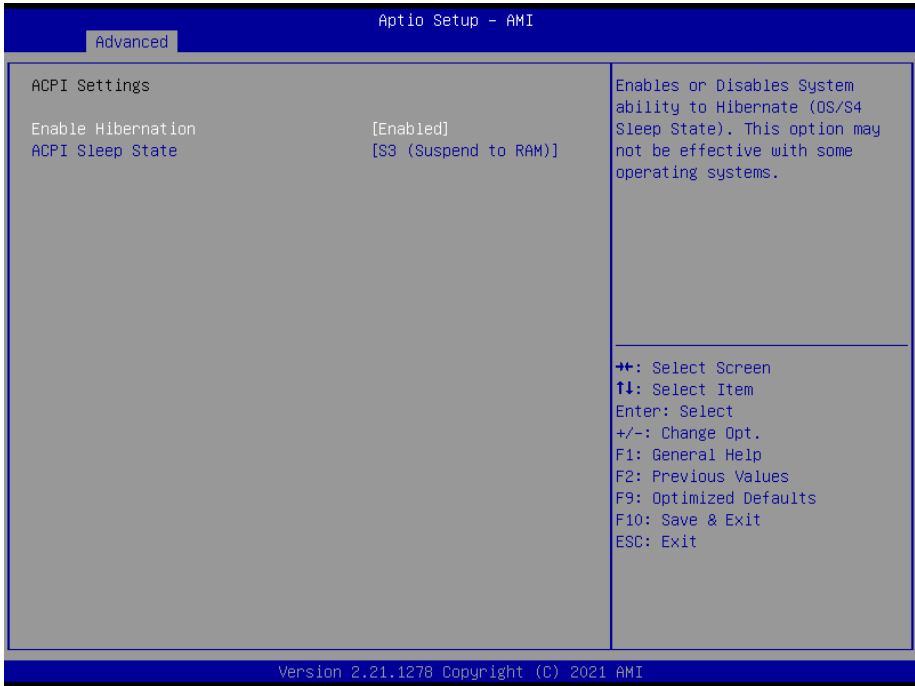 Aptio Setup – AMI
Advanced
ACPI Settings
Enable Hibernation [Enabled]
ACPI Sleep State [S3 (Suspend to RAM)]
Enables or Disables System
ability to Hibernate (OS/S4
Sleep State). This option may
not be effective with some
operating systems.
→←: Select Screen
↑↓: Select Item
Enter: Select
+/-: Change Opt.
F1: General Help
F2: Previous Values
F9: Optimized Defaults
F10: Save & Exit
ESC: Exit
Version 2.21.1278 Copyright (C) 2021 AMI